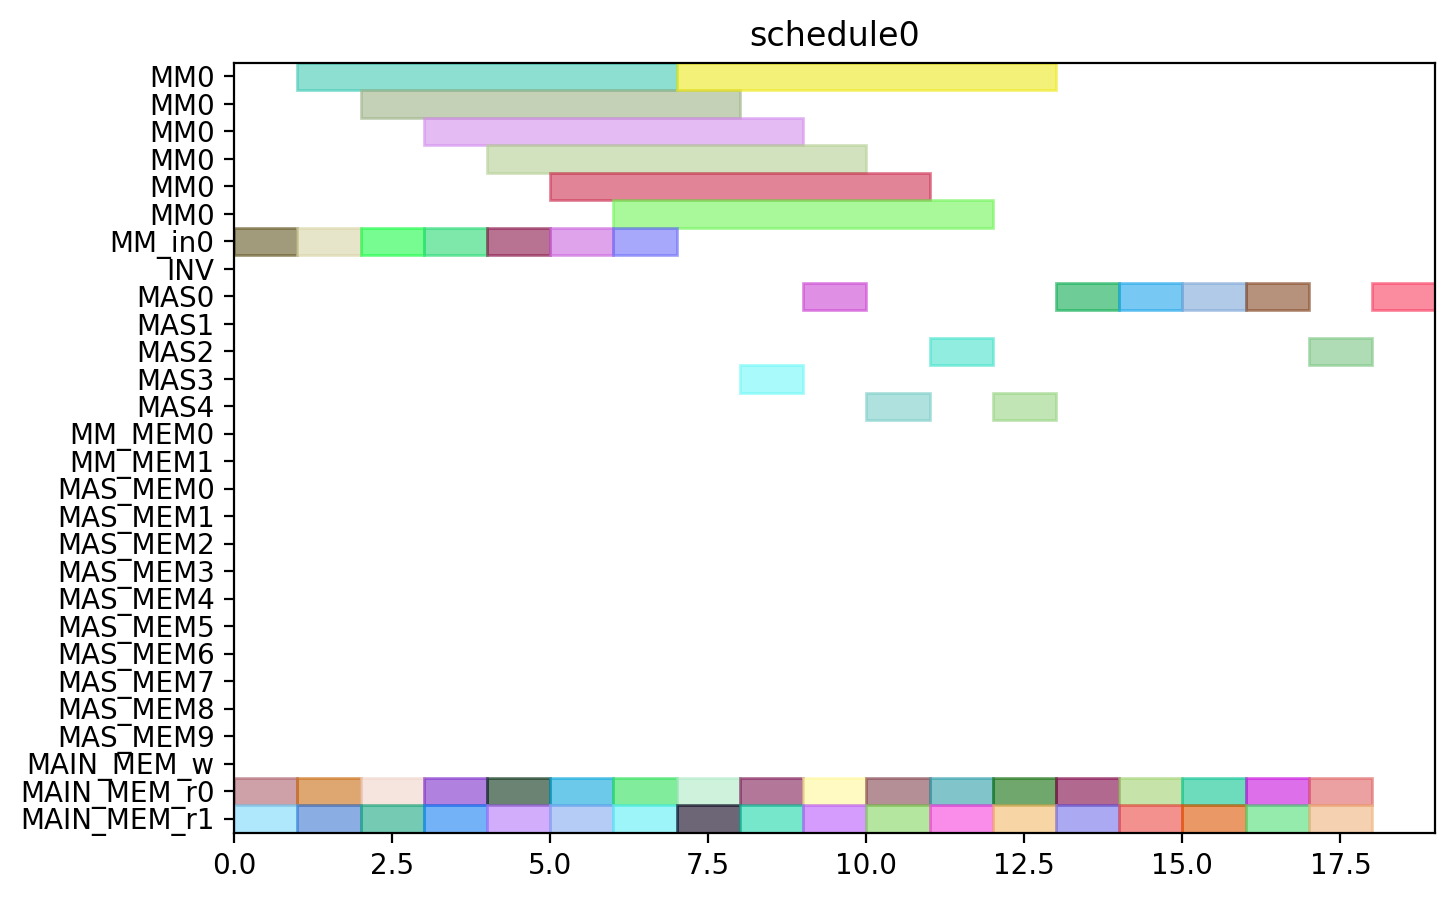 schedule0
MM0
MM0
MM0
MM0
MM0
MM0
MM_in0
INV
MAS0
MAS1
MAS2
MAS3
MAS4
MM_MEM0
MM_MEM1
MAS_MEM0
MAS_MEM1
MAS_MEM2
MAS_MEM3
MAS_MEM4
MAS_MEM5
MAS_MEM6
MAS_MEM7
MAS_MEM8
MAS_MEM9
MAIN_MEM_w
MAIN_MEM_r0
MAIN_MEM_r1
0.0 2.5 5.0 7.5 10.0 12.5 15.0 17.5